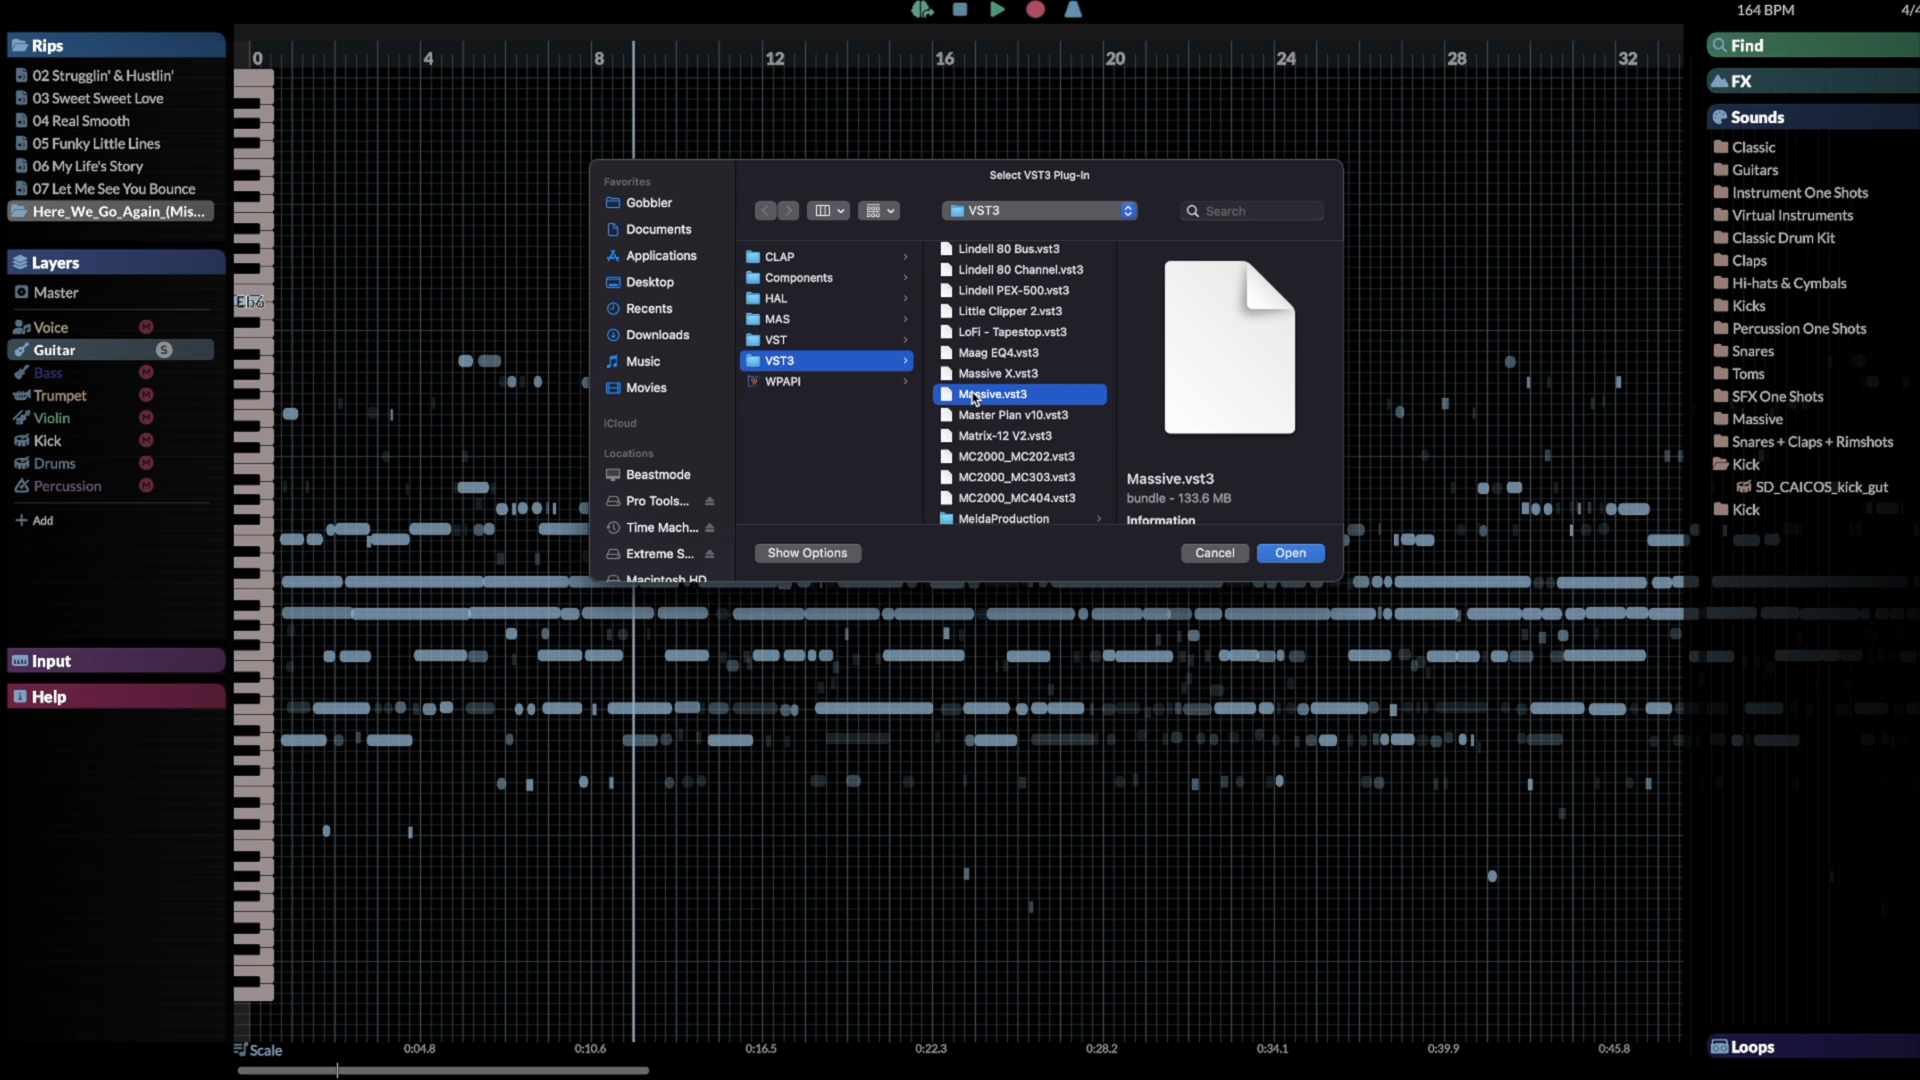 164 BPM
4/4
Rips
02 Strugglin' & Hustlin'
03 Sweet Sweet Love
04 Real Smooth
05 Funky Little Lines
06 My Life's Story
07 Let Me See You Bounce
Here_We_Go_Again_(Mis...
Layers
Master
Voice M
Guitar S
Bass M
Trumpet M
Violin M
Kick M
Drums M
Percussion M
+ Add
Input
Help
0 4 8 12 16 20 24 28 32
Eb6
Select VST3 Plug-In
Favorites
Gobbler
Documents
Applications
Desktop
Recents
Downloads
Music
Movies
iCloud
Locations
Beastmode
Pro Tools...
Time Mach...
Extreme S...
Macintosh HD
VST3
Search
CLAP
Components
HAL
MAS
VST
VST3
WPAPI
Lindell 80 Bus.vst3
Lindell 80 Channel.vst3
Lindell PEX-500.vst3
Little Clipper 2.vst3
LoFi - Tapestop.vst3
Maag EQ4.vst3
Massive X.vst3
Massive.vst3
Master Plan v10.vst3
Matrix-12 V2.vst3
MC2000_MC202.vst3
MC2000_MC303.vst3
MC2000_MC404.vst3
MeldaProduction
Massive.vst3
bundle - 133.6 MB
Information
Show Options
Cancel
Open
Scale
0:04.8 0:10.6 0:16.5 0:22.3 0:28.2 0:34.1 0:39.9 0:45.8
Find
FX
Sounds
Classic
Guitars
Instrument One Shots
Virtual Instruments
Classic Drum Kit
Claps
Hi-hats & Cymbals
Kicks
Percussion One Shots
Snares
Toms
SFX One Shots
Massive
Snares + Claps + Rimshots
Kick
SD_CAICOS_kick_gut
Kick
Loops